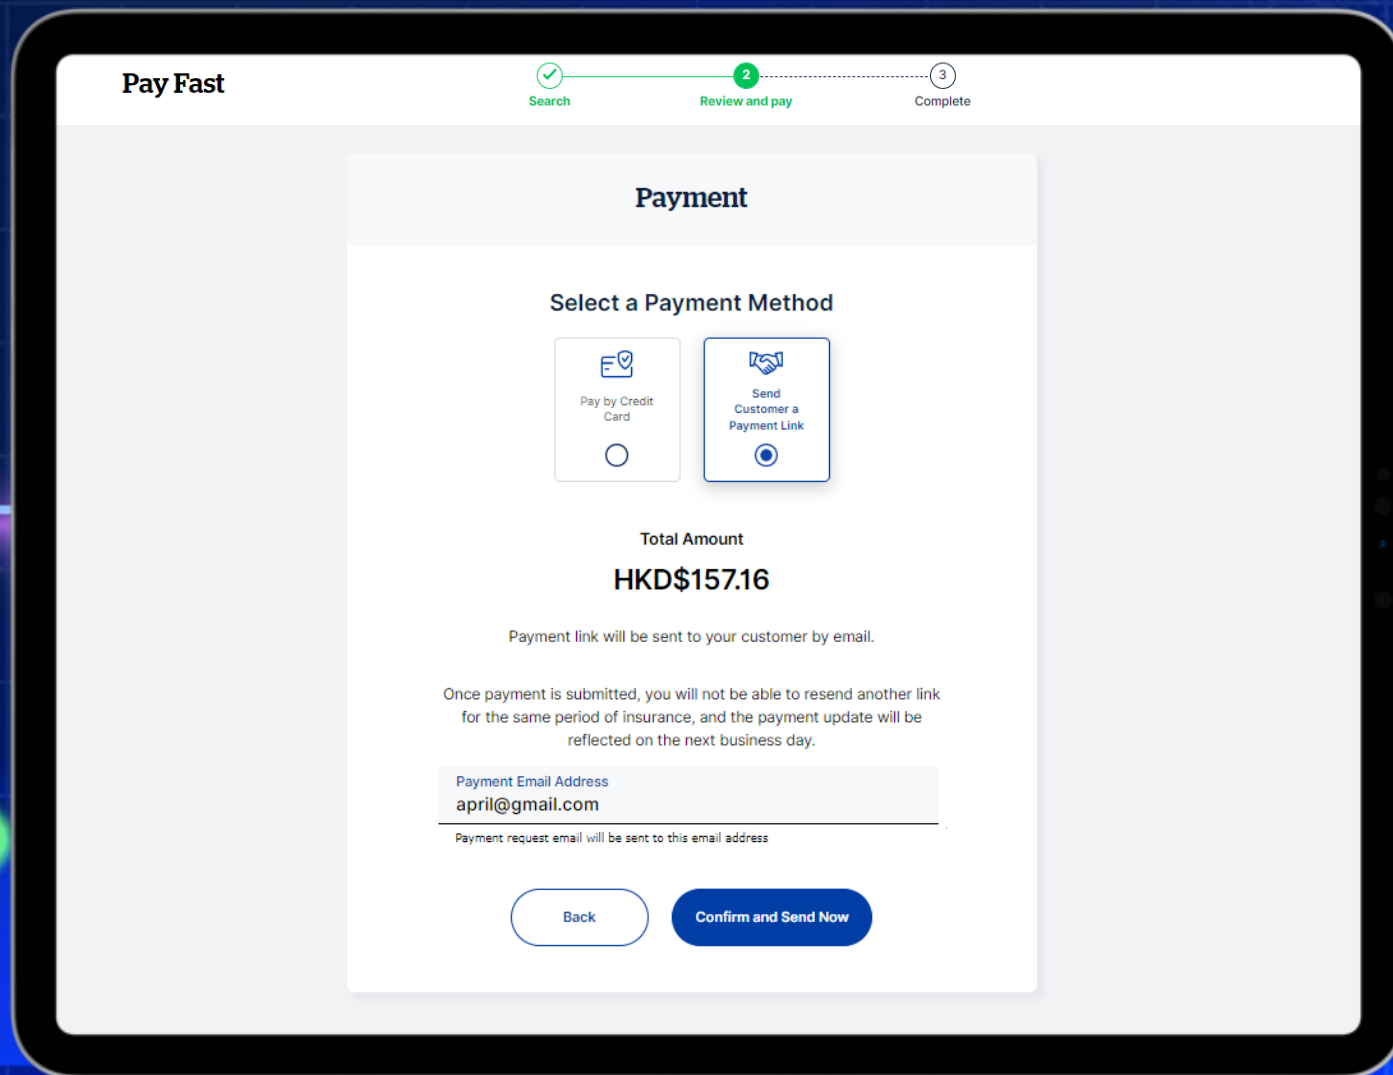 Pay Fast
2
3
Search
Review and pay
Complete
Payment
Select a Payment Method
Pay by Credit
Card
Send
Customer a
Payment Link
Total Amount
HKD$157.16
Payment link will be sent to your customer by email.
Once payment is submitted, you will not be able to resend another link
for the same period of insurance, and the payment update will be
reflected on the next business day.
Payment Email Address
april@gmail.com
Payment request email will be sent to this email address
Back
Confirm and Send Now